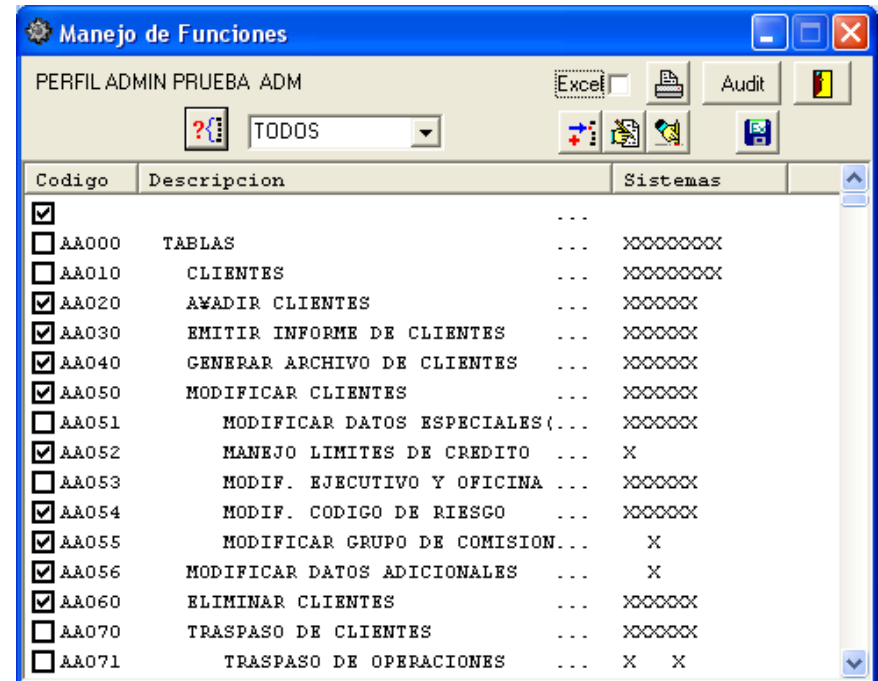 Manejo de Funciones
PERFIL ADMIN PRUEBA ADM Excel Audit
?{ TODOS
Codigo Descripcion Sistemas
...
AA000 TABLAS ... XXXXXXXX
AA010 CLIENTES ... XXXXXXXX
AA020 A¥ADIR CLIENTES ... XXXXXX
AA030 EMITIR INFORME DE CLIENTES ... XXXXXX
AA040 GENERAR ARCHIVO DE CLIENTES ... XXXXXX
AA050 MODIFICAR CLIENTES ... XXXXXX
AA051 MODIFICAR DATOS ESPECIALES(... XXXXXX
AA052 MANEJO LIMITES DE CREDITO ... X
AA053 MODIF. EJECUTIVO Y OFICINA ... XXXXXX
AA054 MODIF. CODIGO DE RIESGO ... XXXXXX
AA055 MODIFICAR GRUPO DE COMISION... X
AA056 MODIFICAR DATOS ADICIONALES ... X
AA060 ELIMINAR CLIENTES ... XXXXXX
AA070 TRASPASO DE CLIENTES ... XXXXXX
AA071 TRASPASO DE OPERACIONES ... X X